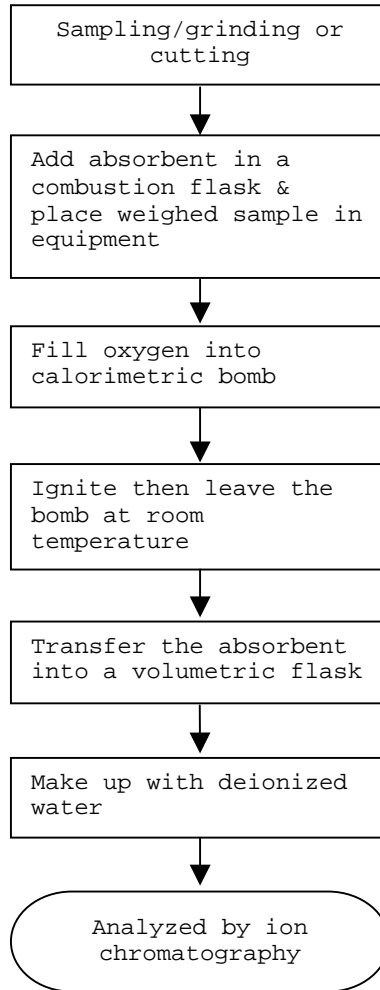 Sampling/grinding or
cutting
Add absorbent in a
combustion flask &
place weighed sample in
equipment
Fill oxygen into
calorimetric bomb
Ignite then leave the
bomb at room
temperature
Transfer the absorbent
into a volumetric flask
Make up with deionized
water
Analyzed by ion
chromatography